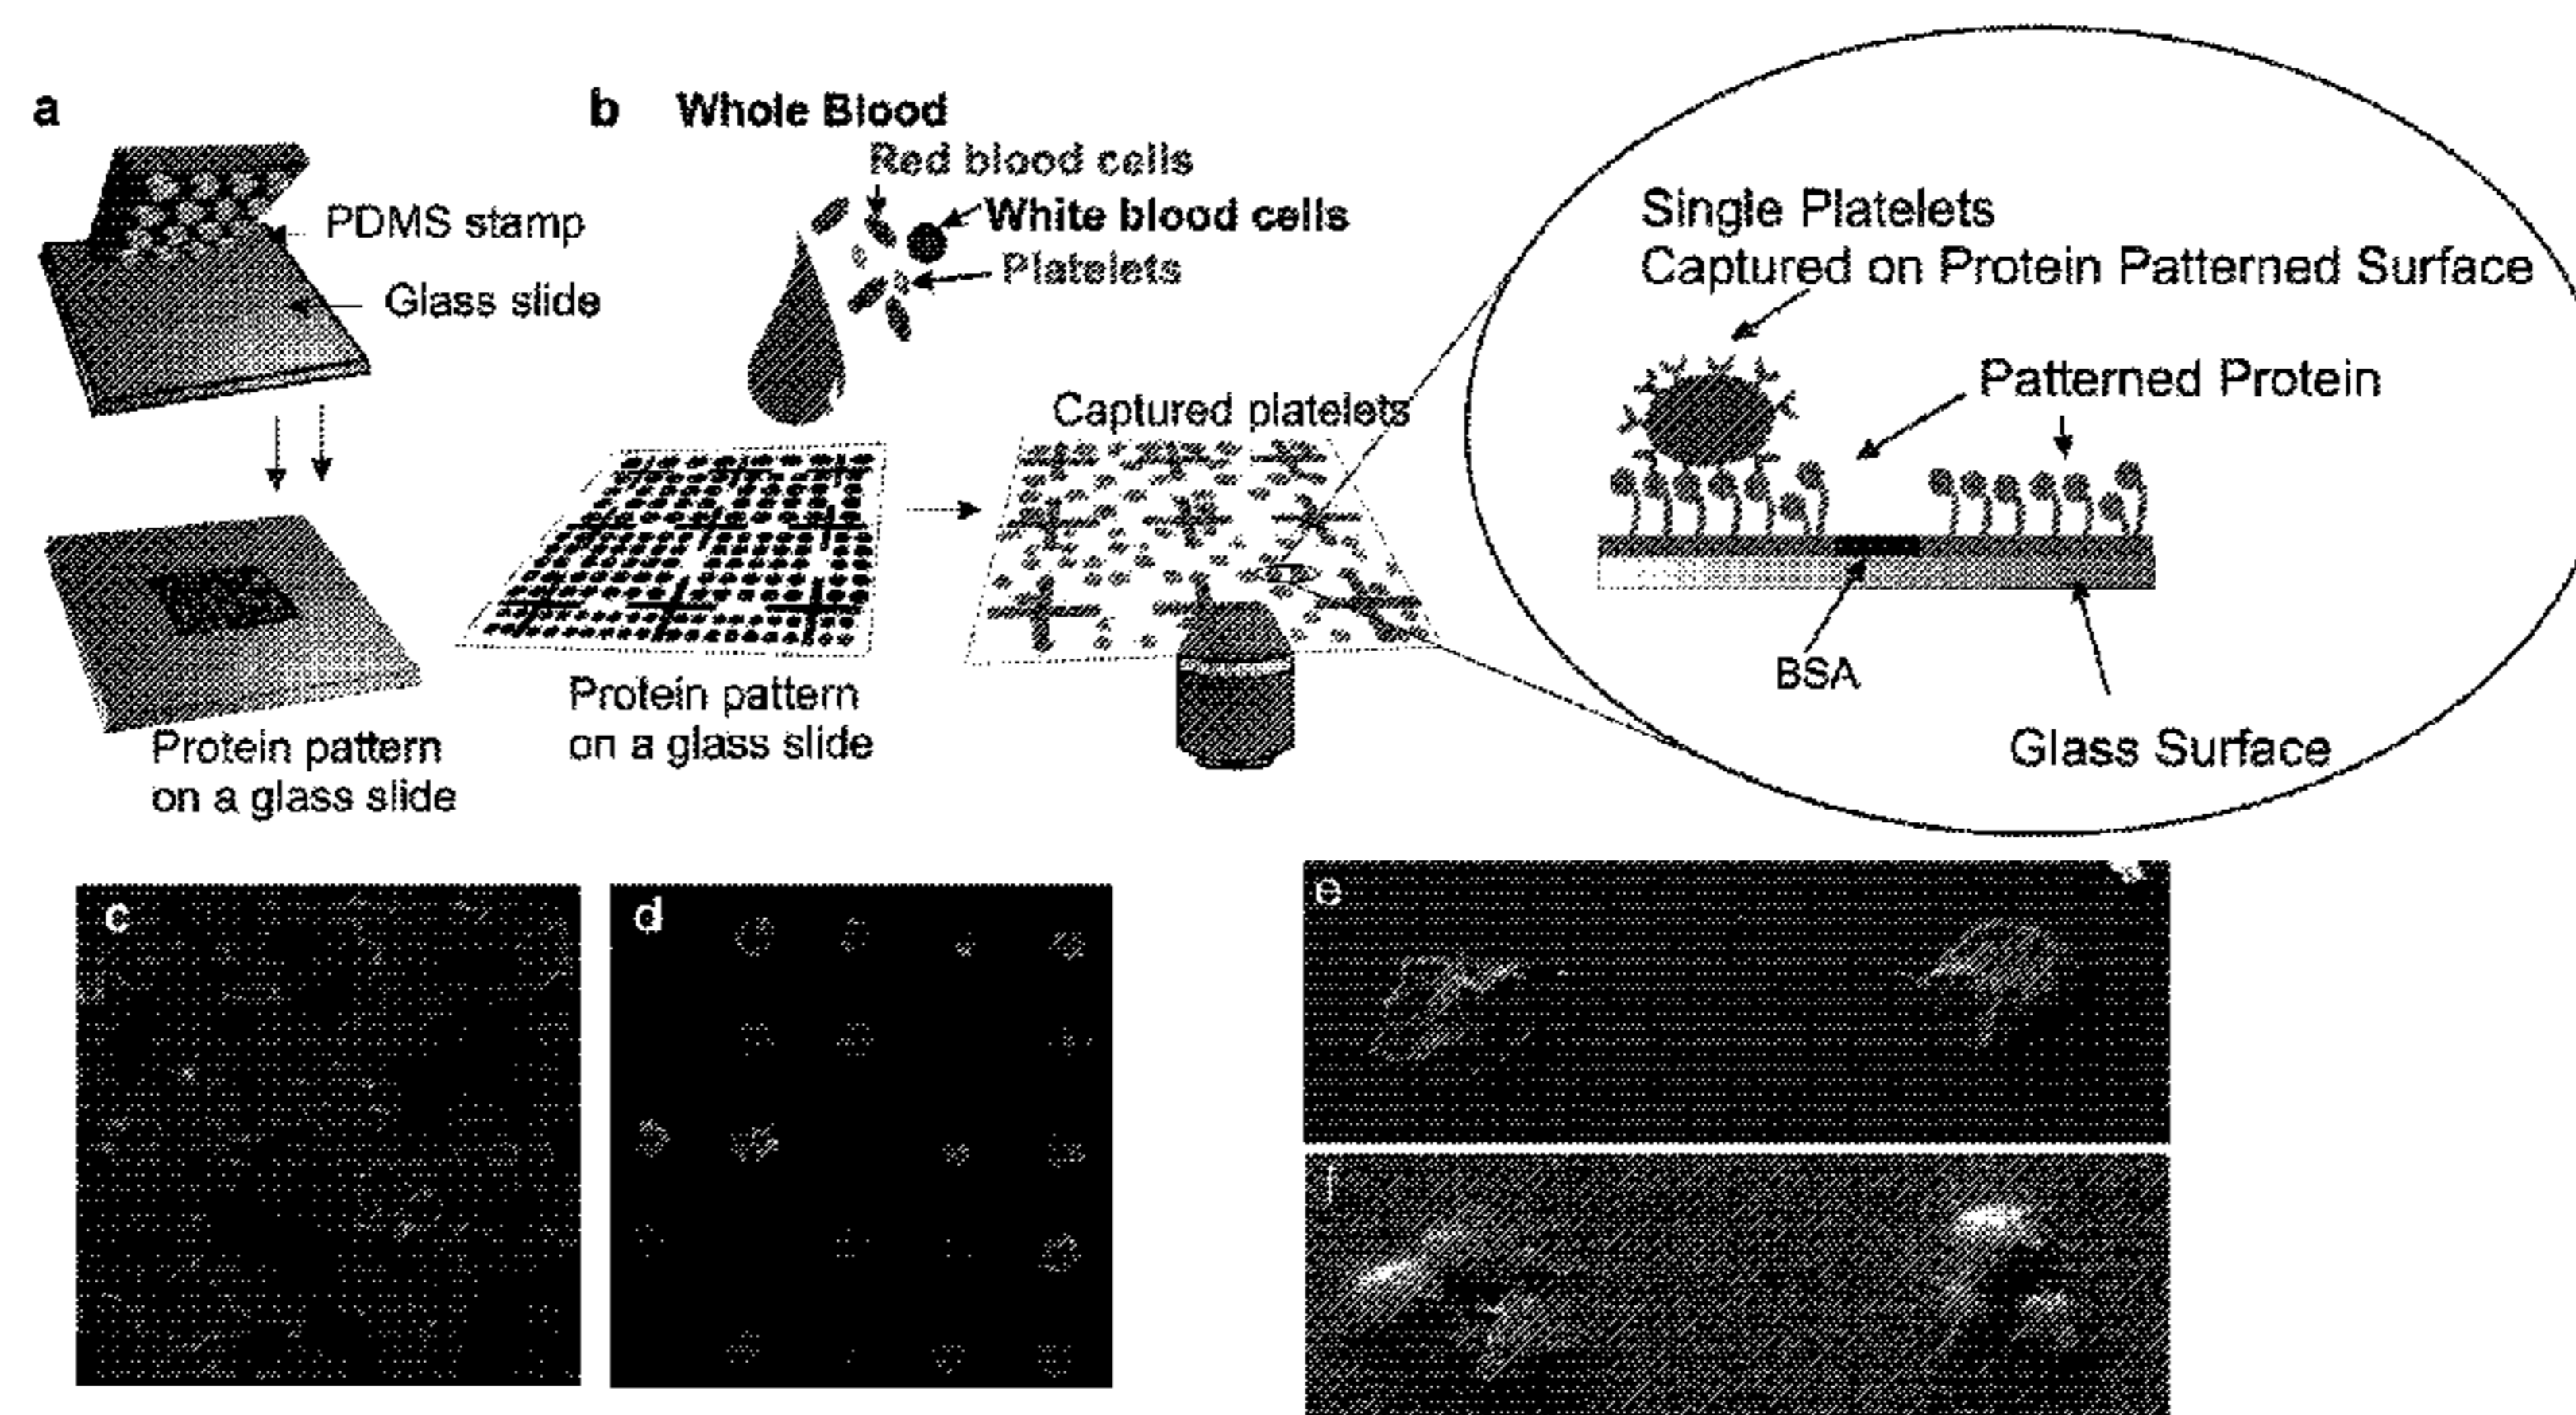 a
PDMS stamp
Glass slide
Protein pattern
on a glass slide
b
Whole Blood
Red blood cells
White blood cells
Platelets
Protein pattern
on a glass slide
Captured platelets
Single Platelets
Captured on Protein Patterned Surface
Patterned Protein
BSA
Glass Surface
c
d
e
f